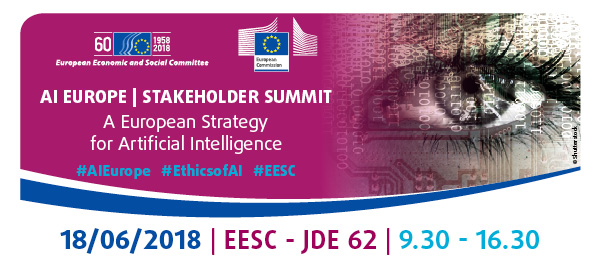 60 1958
2018
European Economic and Social Committee
European
Commission
AI EUROPE | STAKEHOLDER SUMMIT
A European Strategy
for Artificial Intelligence
#AIEurope #EthicsofAI #EESC
© Shutterstock
18/06/2018 | EESC - JDE 62 | 9.30 - 16.30